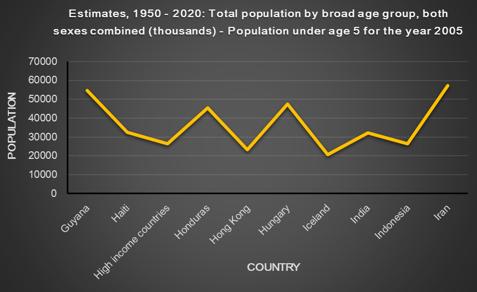 Estimates, 1950 - 2020: Total population by broad age group, both
sexes combined (thousands) - Population under age 5 for the year 2005
POPULATION
70000
60000
50000
40000
30000
20000
10000
0
Guyana
Haiti
High income countries
Honduras
Hong Kong
Hungary
Iceland
India
Indonesia
Iran
COUNTRY